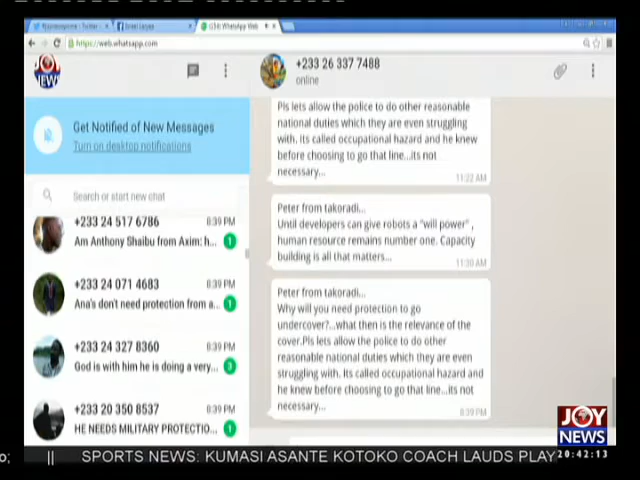 G54i WhatsApp Web
https://web.whatsapp.com
JOY
NEWS
+233 26 337 7488
online
Get Notified of New Messages
Turn on desktop notifications
Search or start new chat
+233 24 517 6786
8:39 PM
Am Anthony Shaibu from Axim: h...
1
+233 24 071 4683
8:39 PM
Ana's don't need protection from a...
1
+233 24 327 8360
8:39 PM
God is with him he is doing a very...
3
+233 20 350 8537
8:39 PM
HE NEEDS MILITARY PROTECTIO...
1
Pls lets allow the police to do other reasonable
national duties which they are even struggling
with. Its called occupational hazard and he knew
before choosing to go that line...its not
necessary...
11:22 AM
Peter from takoradi...
Until developers can give robots a "will power" ,
human resource remains number one. Capacity
building is all that matters...
11:30 AM
Peter from takoradi...
Why will you need protection to go
undercover?...what then is the relevance of the
cover.Pls lets allow the police to do other
reasonable national duties which they are even
struggling with. Its called occupational hazard and
he knew before choosing to go that line...its not
necessary...
8:39 PM
JOY
NEWS
20:42:13
o; || SPORTS NEWS: KUMASI ASANTE KOTOKO COACH LAUDS PLAY